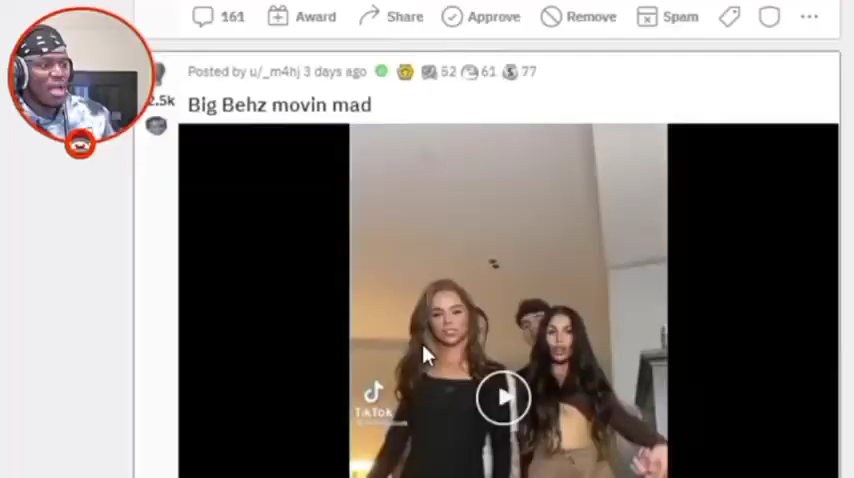 161 Award Share Approve Remove Spam
Posted by u/_m4hj 3 days ago 52 61 77
2.5k
Big Behz movin mad
TikTok